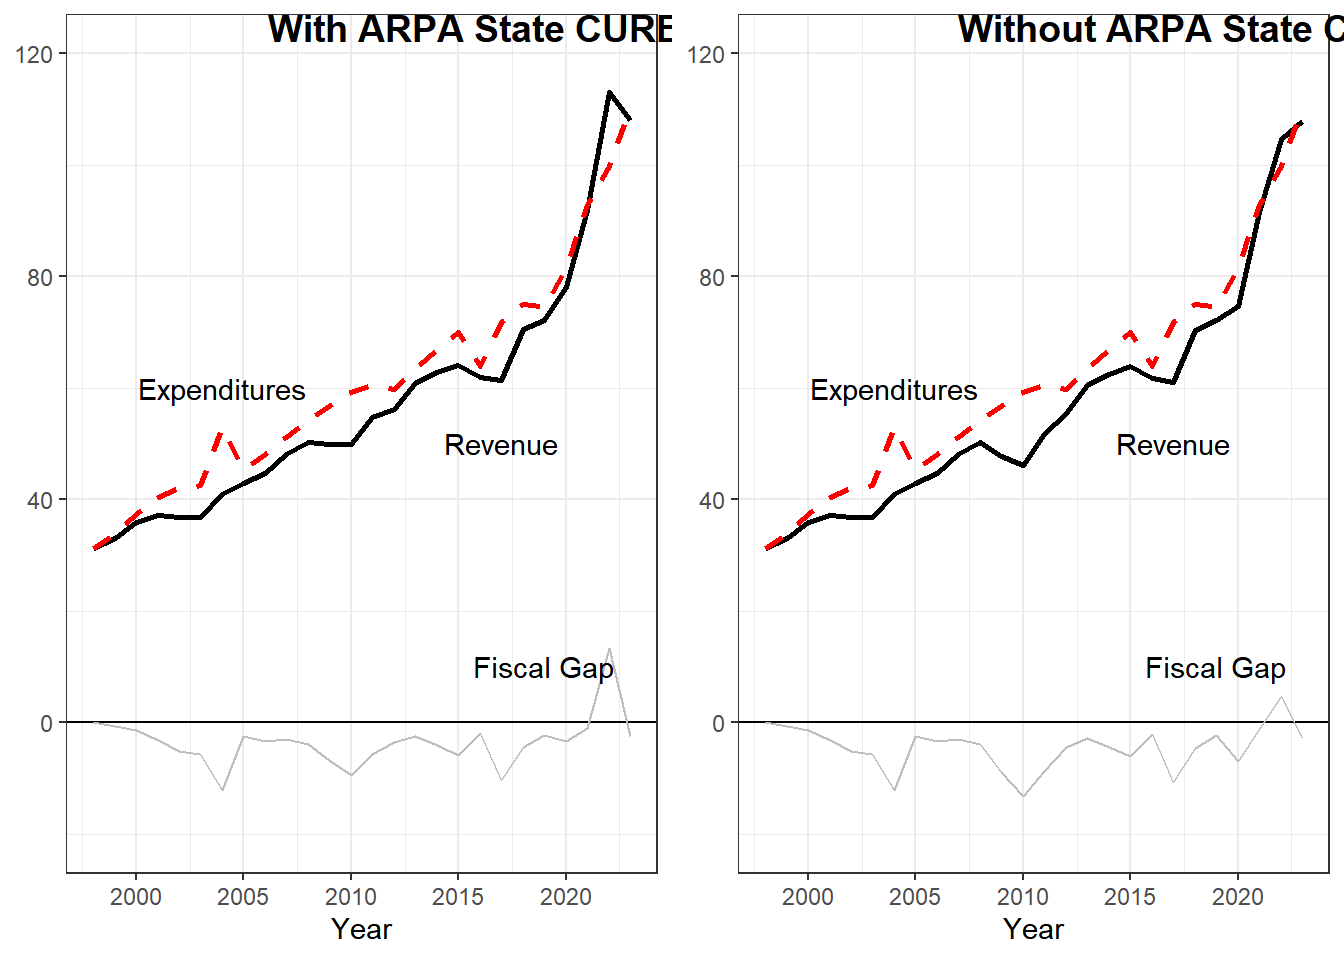 With ARPA State CURE
120
80
40
0
Expenditures
Revenue
Fiscal Gap
2000 2005 2010 2015 2020
Year
Without ARPA State C
120
80
40
0
Expenditures
Revenue
Fiscal Gap
2000 2005 2010 2015 2020
Year